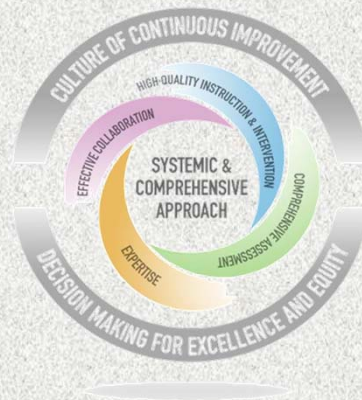 CULTURE OF CONTINUOUS IMPROVEMENT
HIGH-QUALITY INSTRUCTION & INTERVENTION
EFFECTIVE COLLABORATION
SYSTEMIC &
COMPREHENSIVE
APPROACH
COMPREHENSIVE ASSESSMENT
EXPERTISE
DECISION MAKING FOR EXCELLENCE AND EQUITY